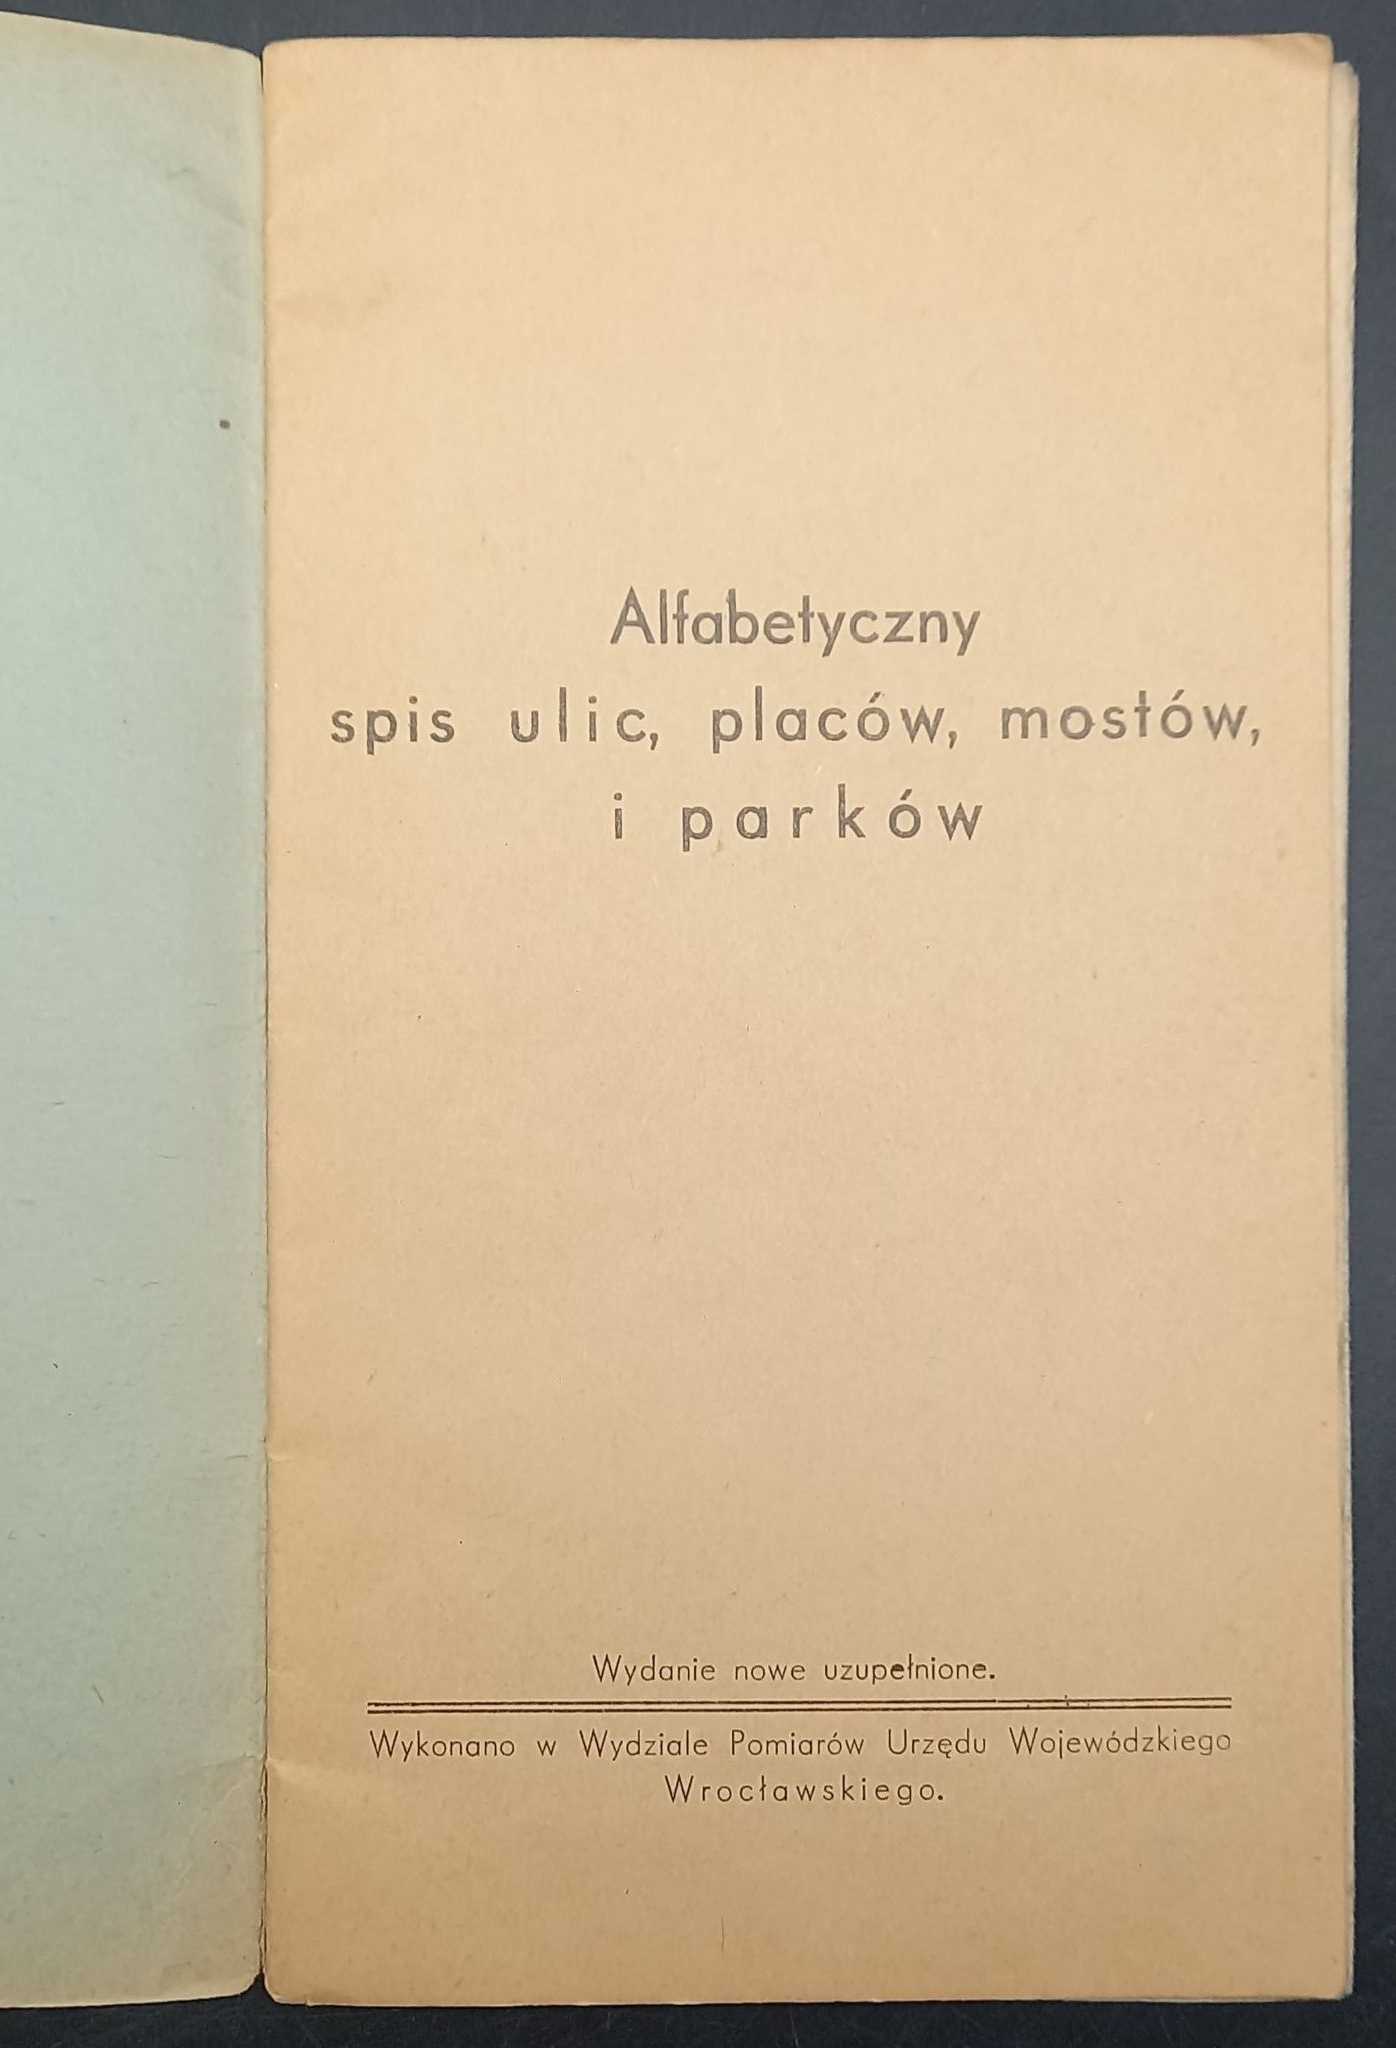 Alfabetyczny
spis ulic, placów, mostów,
i parków
Wydanie nowe uzupełnione.
Wykonano w Wydziale Pomiarów Urzędu Wojewódzkiego
Wrocławskiego.